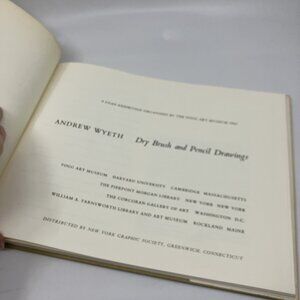 A LOAN EXHIBITION ORGANIZED BY THE FOGG ART MUSEUM
ANDREW WYETH Dry Brush and Pencil Drawings
FOGG ART MUSEUM HARVARD UNIVERSITY CAMBRIDGE MASSACHUSETTS
THE PIERPONT MORGAN LIBRARY NEW YORK NEW YORK
THE CORCORAN GALLERY OF ART WASHINGTON D.C.
WILLIAM A. FARNSWORTH LIBRARY AND ART MUSEUM ROCKLAND MAINE
DISTRIBUTED BY NEW YORK GRAPHIC SOCIETY, GREENWICH, CONNECTICUT